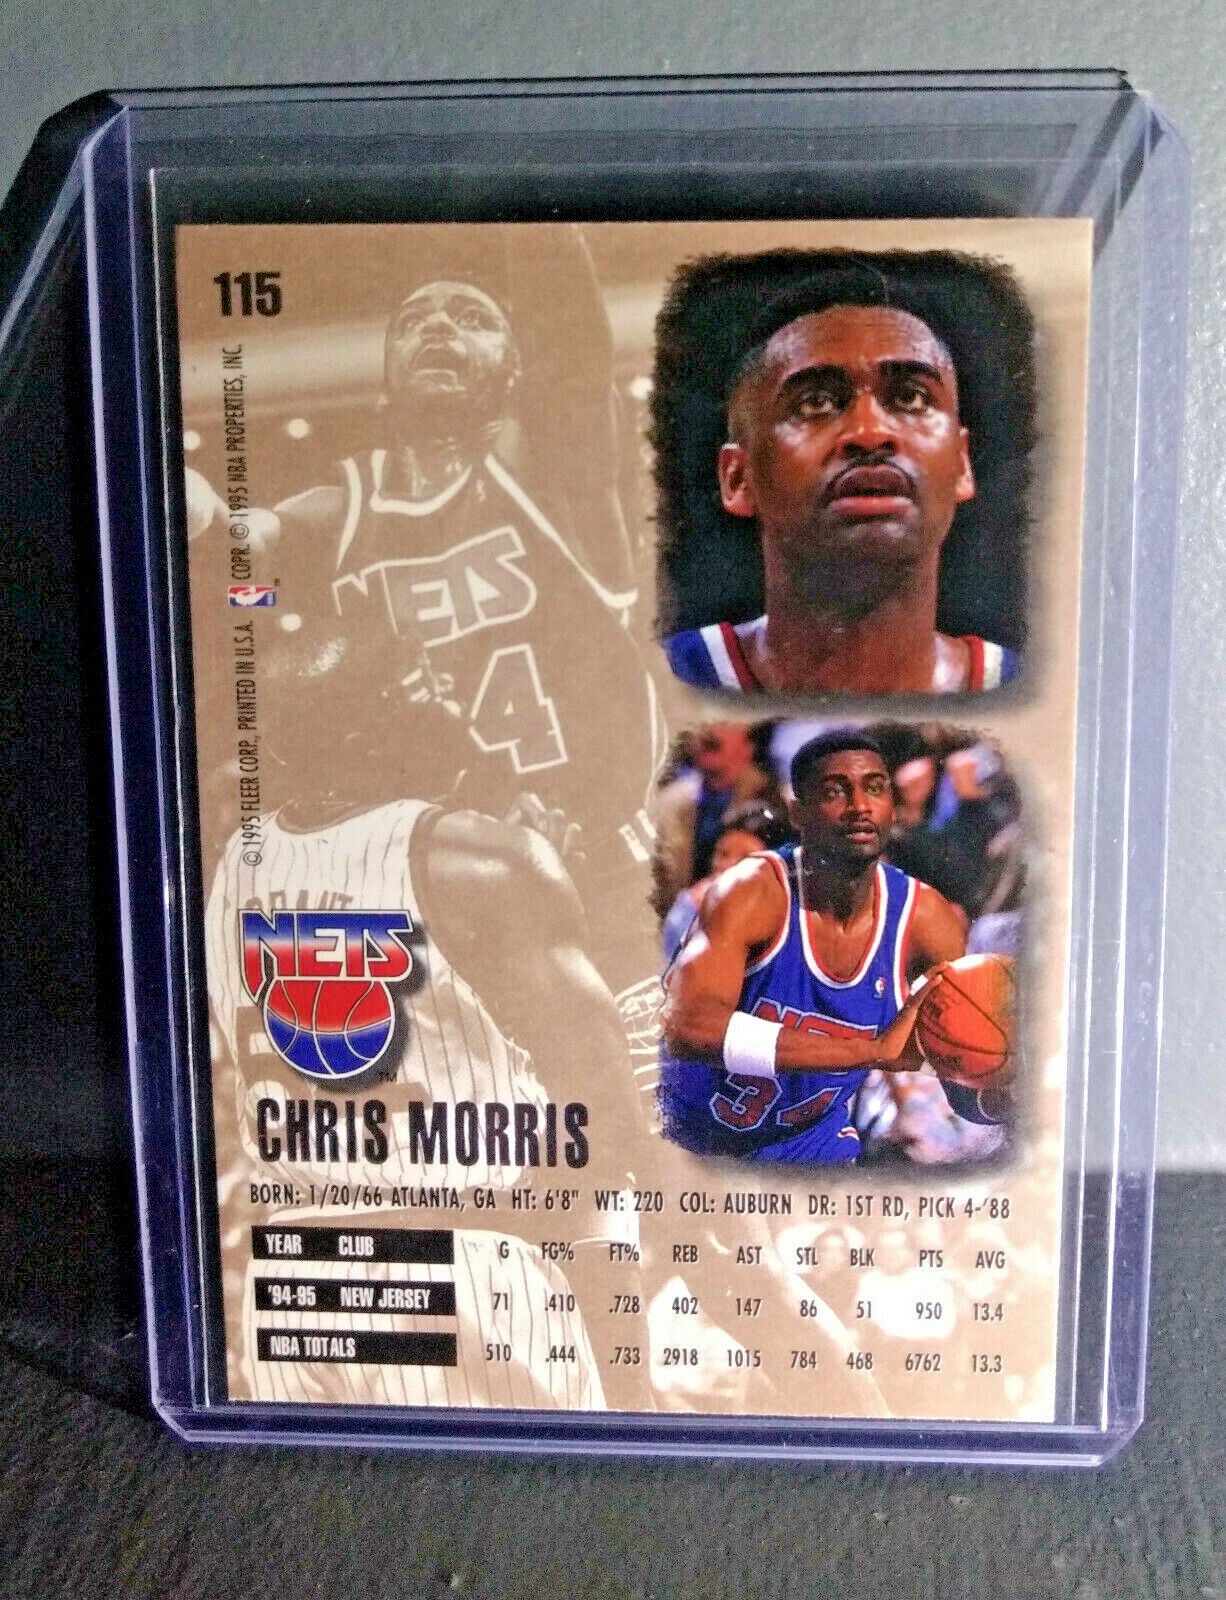 115
© 1995 FLEER CORP., PRINTED IN U.S.A. COPR. © 1995 NBA PROPERTIES, INC.
NETS
4
NETS
TM
NETS
34
CHRIS MORRIS
BORN: 1/20/66 ATLANTA, GA HT: 6'8" WT: 220 COL: AUBURN DR: 1ST RD, PICK 4-'88
YEAR CLUB G FG% FT% REB AST STL BLK PTS AVG
'94-95 NEW JERSEY 71 .410 .728 402 147 86 51 950 13.4
NBA TOTALS 510 .444 .733 2918 1015 784 468 6762 13.3